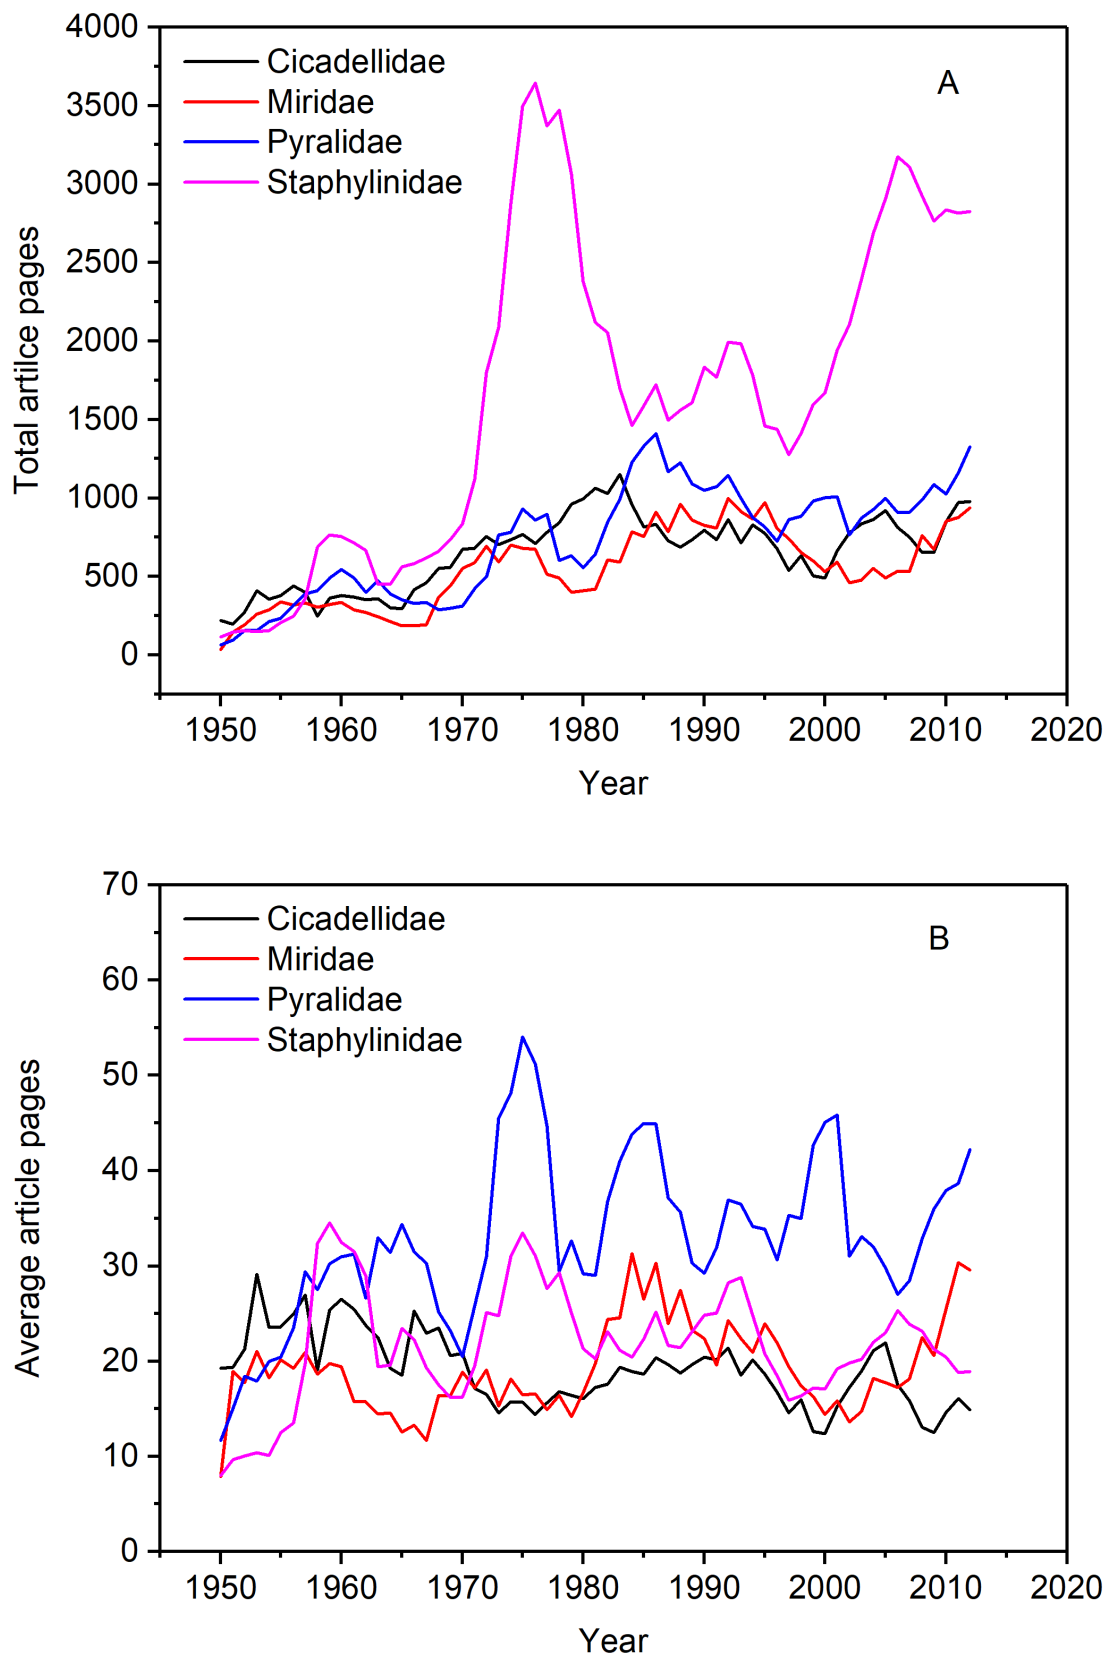 4000
3500
3000
2500
2000
1500
1000
500
0
Total artilce pages
Cicadellidae
Miridae
Pyralidae
Staphylinidae
A
1950 1960 1970 1980 1990 2000 2010 2020
Year
70
60
50
40
30
20
10
0
Average article pages
Cicadellidae
Miridae
Pyralidae
Staphylinidae
B
1950 1960 1970 1980 1990 2000 2010 2020
Year